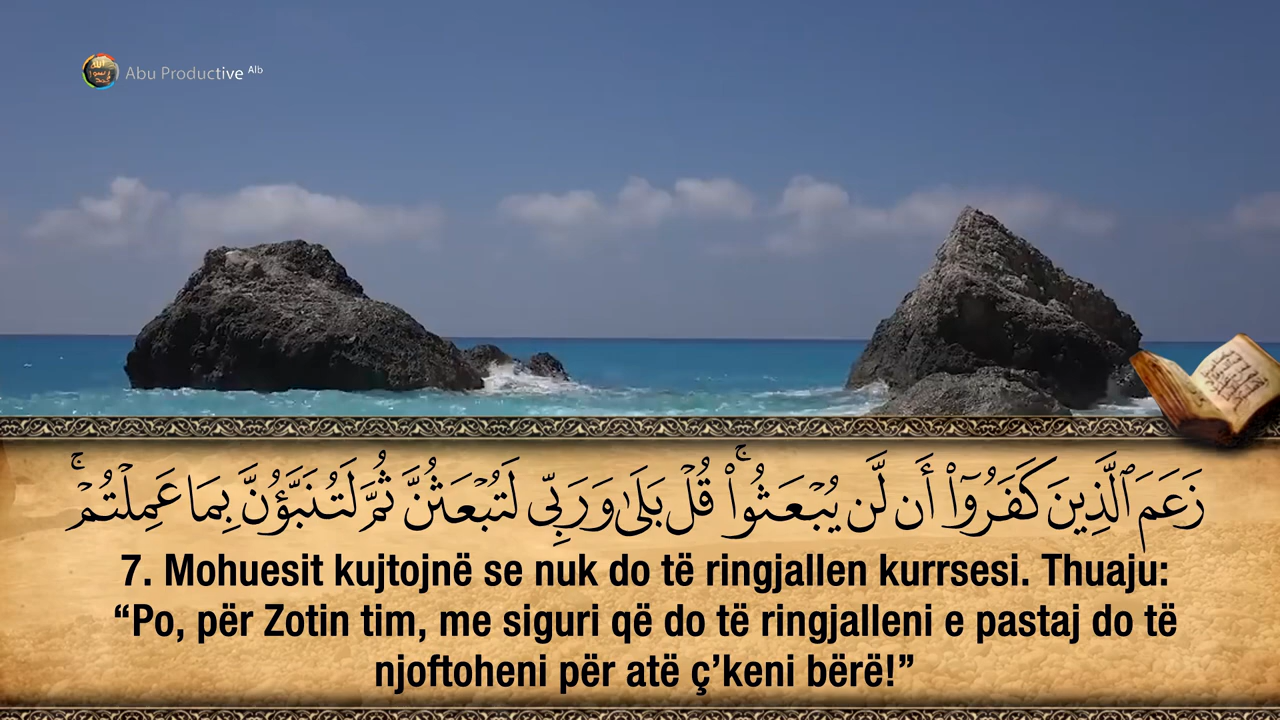 Abu Productive Alb
زَعَمَ ٱلَّذِينَ كَفَرُوٓا۟ أَن لَّن يُبْعَثُوا۟ ۚ قُلْ بَلَىٰ وَرَبِّى لَتُبْعَثُنَّ ثُمَّ لَتُنَبَّؤُنَّ بِمَا عَمِلْتُمْ ۚ
7. Mohuesit kujtojnë se nuk do të ringjallen kurrsesi. Thuaju:
“Po, për Zotin tim, me siguri që do të ringjalleni e pastaj do të
njoftoheni për atë ç’keni bërë!”